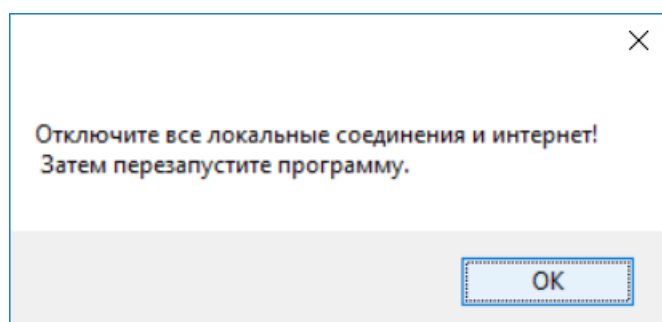 Отключите все локальные соединения и интернет!
Затем перезапустите программу.
OK